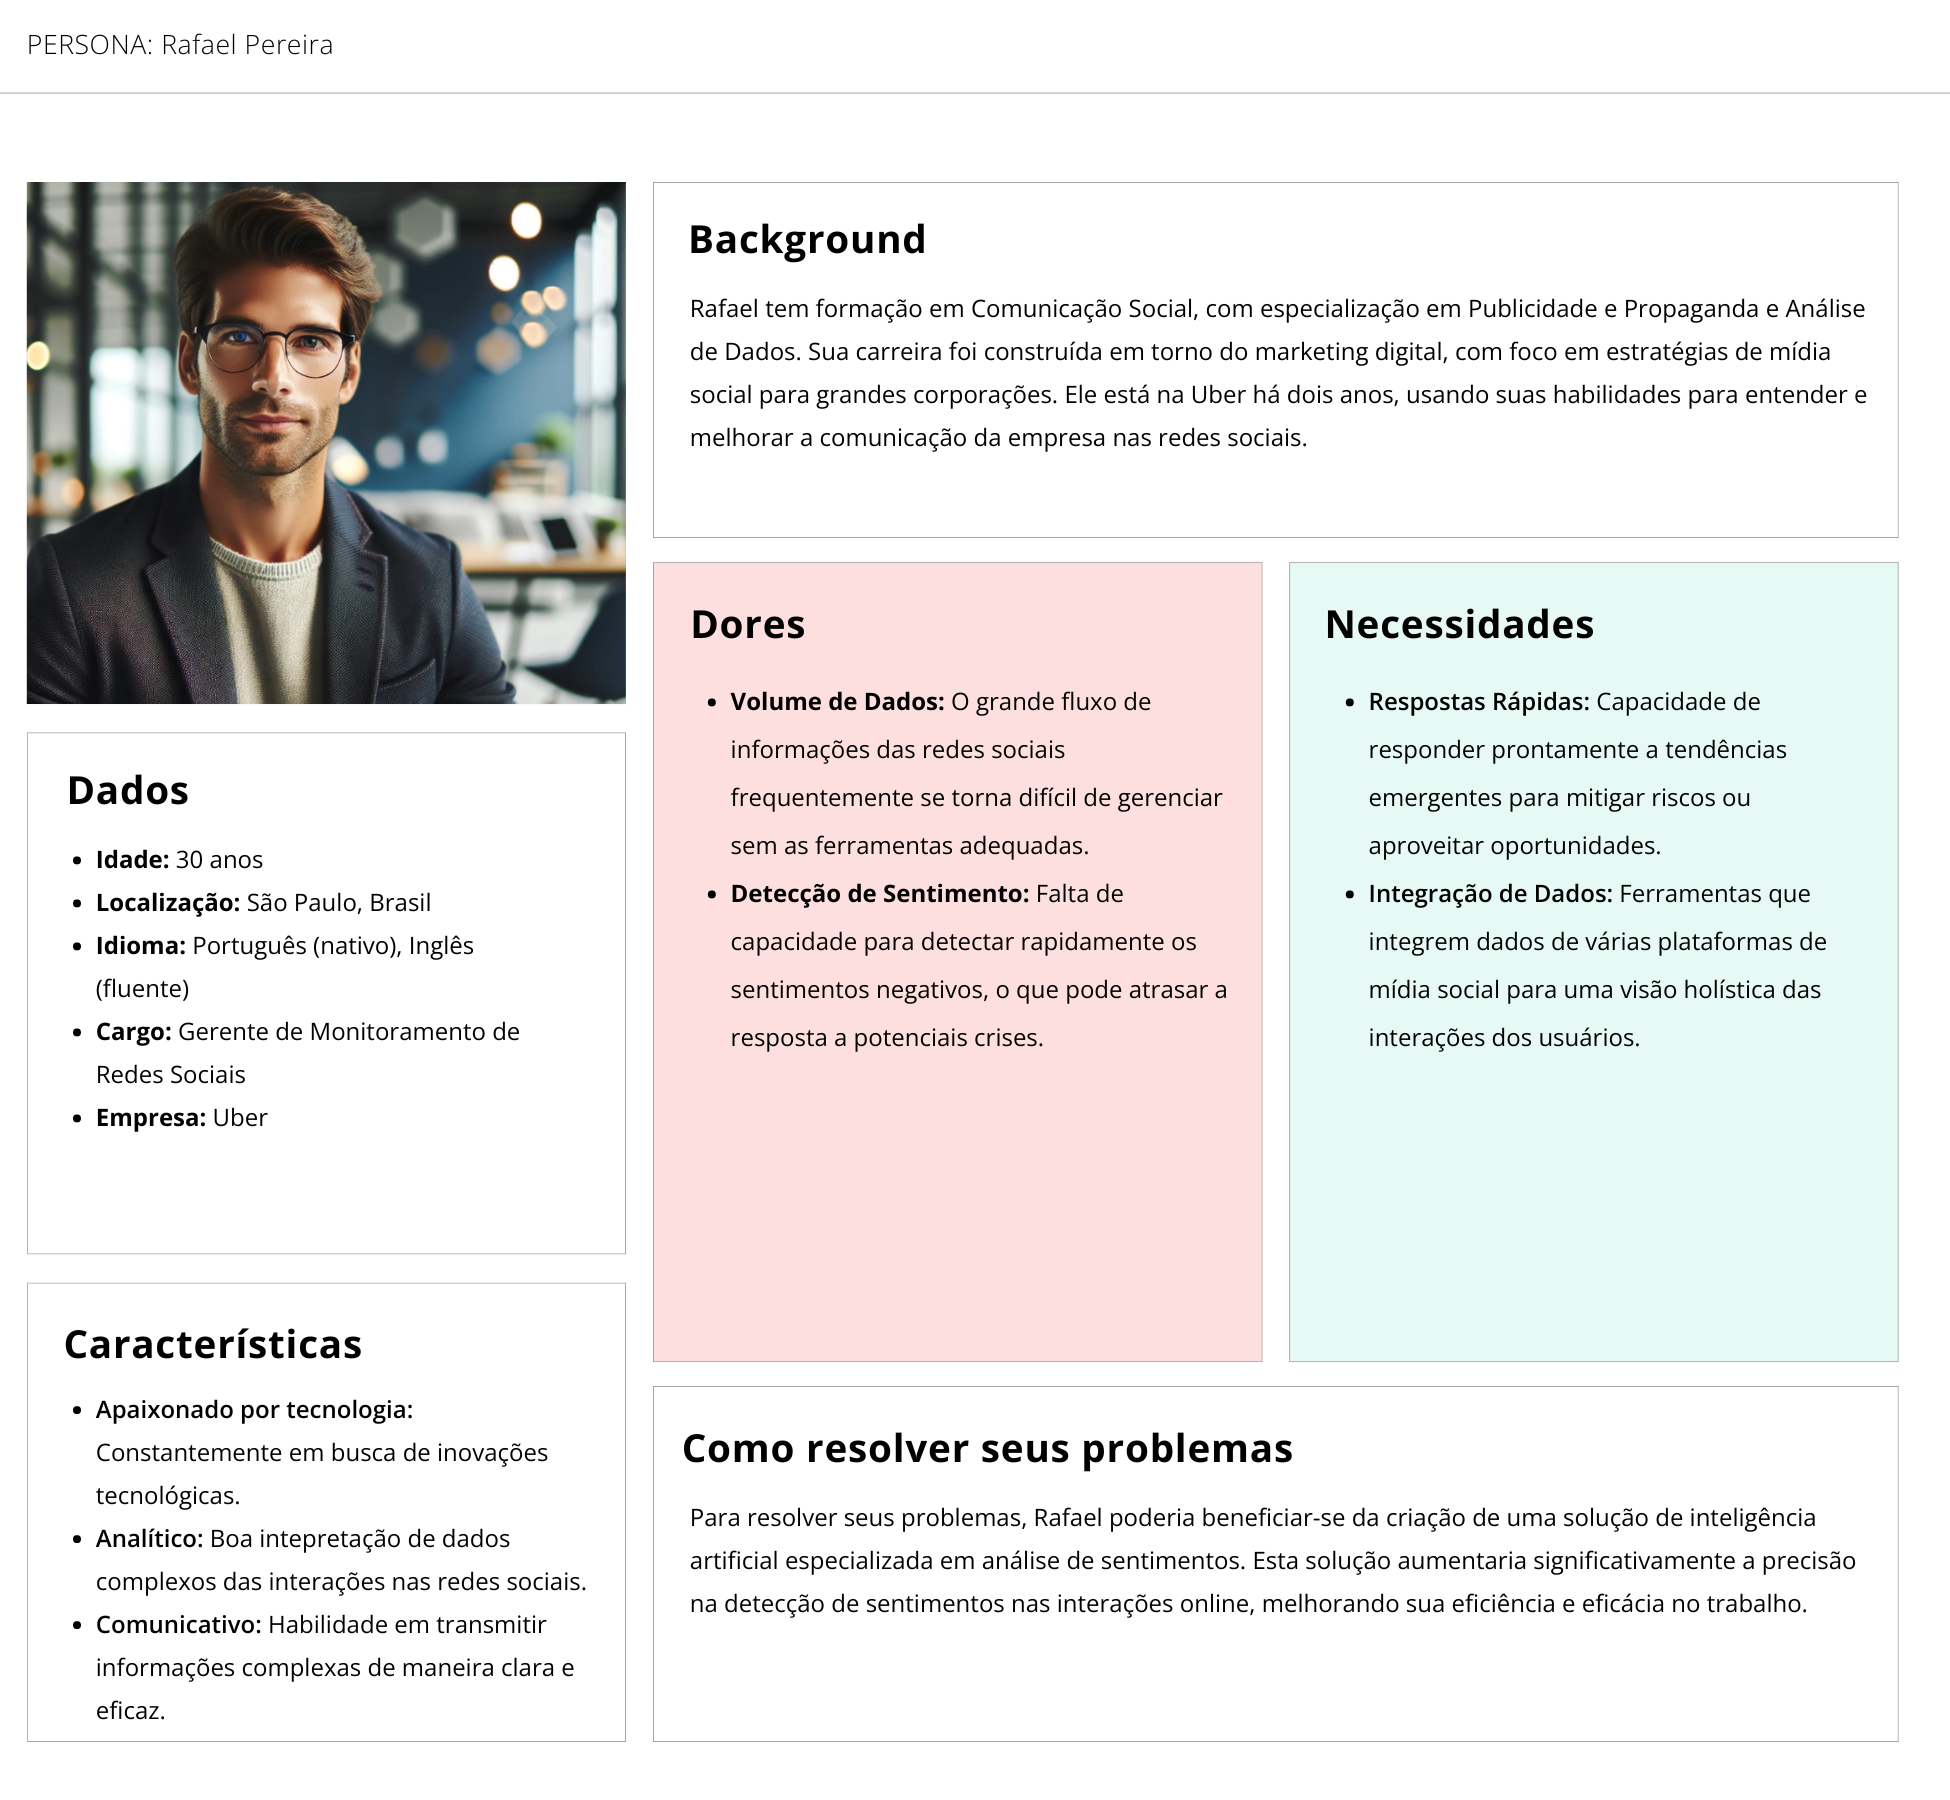 PERSONA: Rafael Pereira
Background
Rafael tem formação em Comunicação Social, com especialização em Publicidade e Propaganda e Análise
de Dados. Sua carreira foi construída em torno do marketing digital, com foco em estratégias de mídia
social para grandes corporações. Ele está na Uber há dois anos, usando suas habilidades para entender e
melhorar a comunicação da empresa nas redes sociais.
Dados
• Idade: 30 anos
• Localização: São Paulo, Brasil
• Idioma: Português (nativo), Inglês
(fluente)
• Cargo: Gerente de Monitoramento de
Redes Sociais
• Empresa: Uber
Características
• Apaixonado por tecnologia:
Constantemente em busca de inovações
tecnológicas.
• Analítico: Boa intepretação de dados
complexos das interações nas redes sociais.
• Comunicativo: Habilidade em transmitir
informações complexas de maneira clara e
eficaz.
Dores
• Volume de Dados: O grande fluxo de
informações das redes sociais
frequentemente se torna difícil de gerenciar
sem as ferramentas adequadas.
• Detecção de Sentimento: Falta de
capacidade para detectar rapidamente os
sentimentos negativos, o que pode atrasar a
resposta a potenciais crises.
Necessidades
• Respostas Rápidas: Capacidade de
responder prontamente a tendências
emergentes para mitigar riscos ou
aproveitar oportunidades.
• Integração de Dados: Ferramentas que
integrem dados de várias plataformas de
mídia social para uma visão holística das
interações dos usuários.
Como resolver seus problemas
Para resolver seus problemas, Rafael poderia beneficiar-se da criação de uma solução de inteligência
artificial especializada em análise de sentimentos. Esta solução aumentaria significativamente a precisão
na detecção de sentimentos nas interações online, melhorando sua eficiência e eficácia no trabalho.